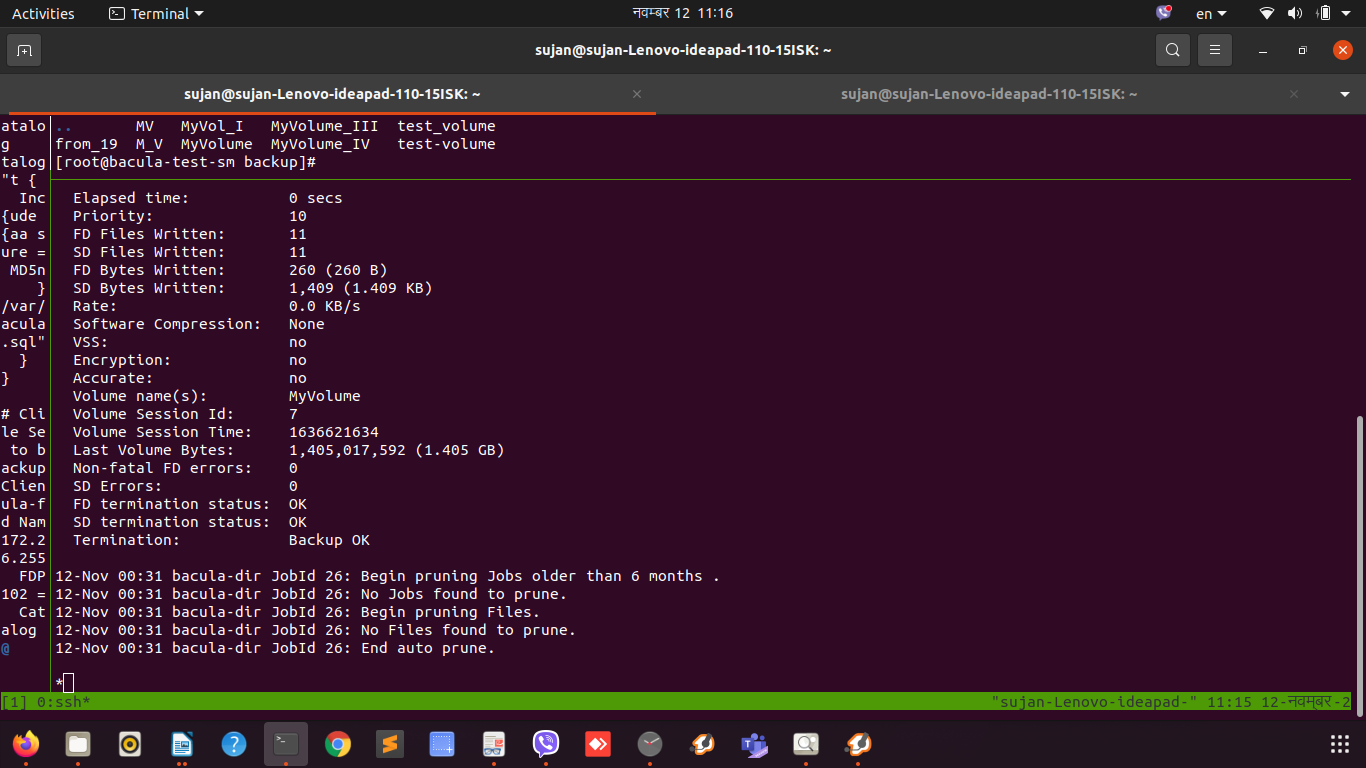 Activities Terminal नवम्बर 12 11:16 en
sujan@sujan-Lenovo-ideapad-110-15ISK: ~
sujan@sujan-Lenovo-ideapad-110-15ISK: ~ × sujan@sujan-Lenovo-ideapad-110-15ISK: ~ ×
atalo .. MV MyVol_I MyVolume_III test_volume
g from_19 M_V MyVolume MyVolume_IV test-volume
talog [root@bacula-test-sm backup]#
"t {
Inc Elapsed time: 0 secs
{ude Priority: 10
{aa s FD Files Written: 11
ure = SD Files Written: 11
MD5n FD Bytes Written: 260 (260 B)
} SD Bytes Written: 1,409 (1.409 KB)
/var/ Rate: 0.0 KB/s
acula Software Compression: None
.sql" VSS: no
} Encryption: no
} Accurate: no
Volume name(s): MyVolume
# Cli Volume Session Id: 7
le Se Volume Session Time: 1636621634
to b Last Volume Bytes: 1,405,017,592 (1.405 GB)
ackup Non-fatal FD errors: 0
Clien SD Errors: 0
ula-f FD termination status: OK
d Nam SD termination status: OK
172.2 Termination: Backup OK
6.255
FDP 12-Nov 00:31 bacula-dir JobId 26: Begin pruning Jobs older than 6 months .
102 = 12-Nov 00:31 bacula-dir JobId 26: No Jobs found to prune.
Cat 12-Nov 00:31 bacula-dir JobId 26: Begin pruning Files.
alog 12-Nov 00:31 bacula-dir JobId 26: No Files found to prune.
@ 12-Nov 00:31 bacula-dir JobId 26: End auto prune.
*
[1] 0:ssh* "sujan-Lenovo-ideapad-" 11:15 12-नवम्बर-2